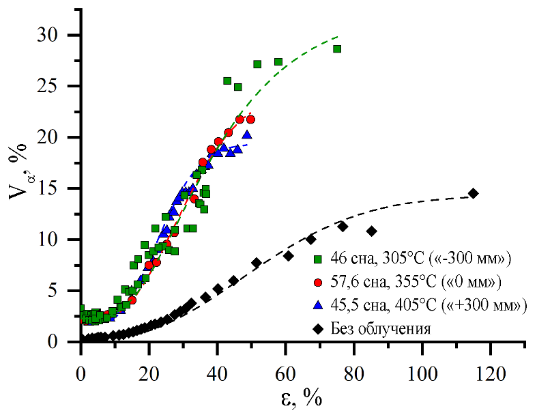 V_α, %
30
25
20
15
10
5
0
46 сна, 305°C («-300 мм»)
57,6 сна, 355°C («0 мм»)
45,5 сна, 405°C («+300 мм»)
Без облучения
0 20 40 60 80 100 120
ε, %